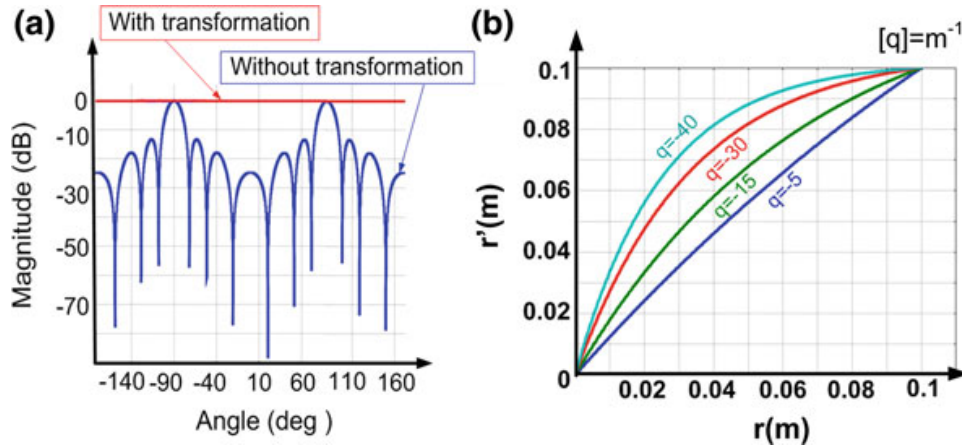 (a)
With transformation
Without transformation
0
-10
-30
-50
-70
Magnitude (dB)
-140 -90 -40 10 60 110 160
Angle (deg )
(b)
[q]=m-1
0.1
0.08
0.06
0.04
0.02
0
r'(m)
q=-40
q=-30
q=-15
q=-5
0.02 0.04 0.06 0.08 0.1
r(m)